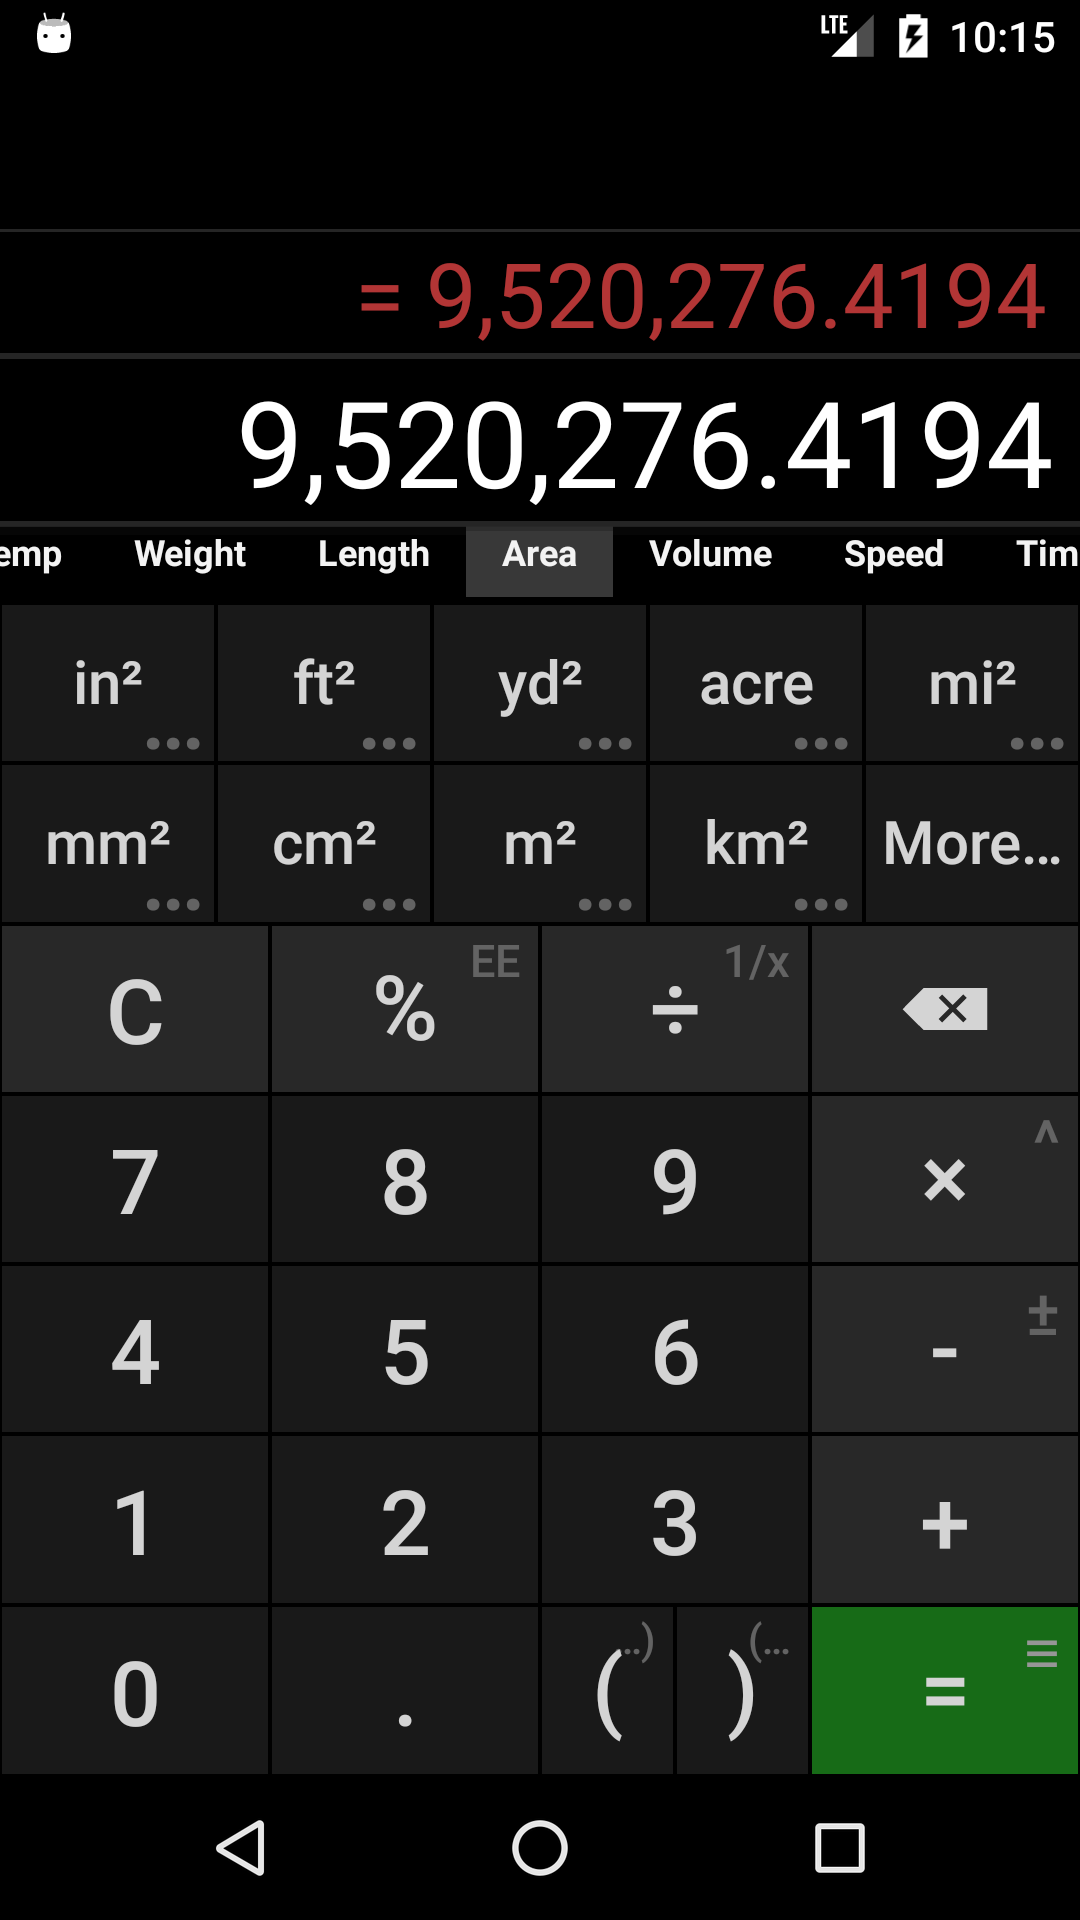 LTE 10:15
= 9,520,276.4194
9,520,276.4194
emp Weight Length Area Volume Speed Tim
in² ft² yd² acre mi²
mm² cm² m² km² More...
C % EE ÷ 1/x
7 8 9 × ^
4 5 6 - ±
1 2 3 +
0 . ( ..) ) (... =